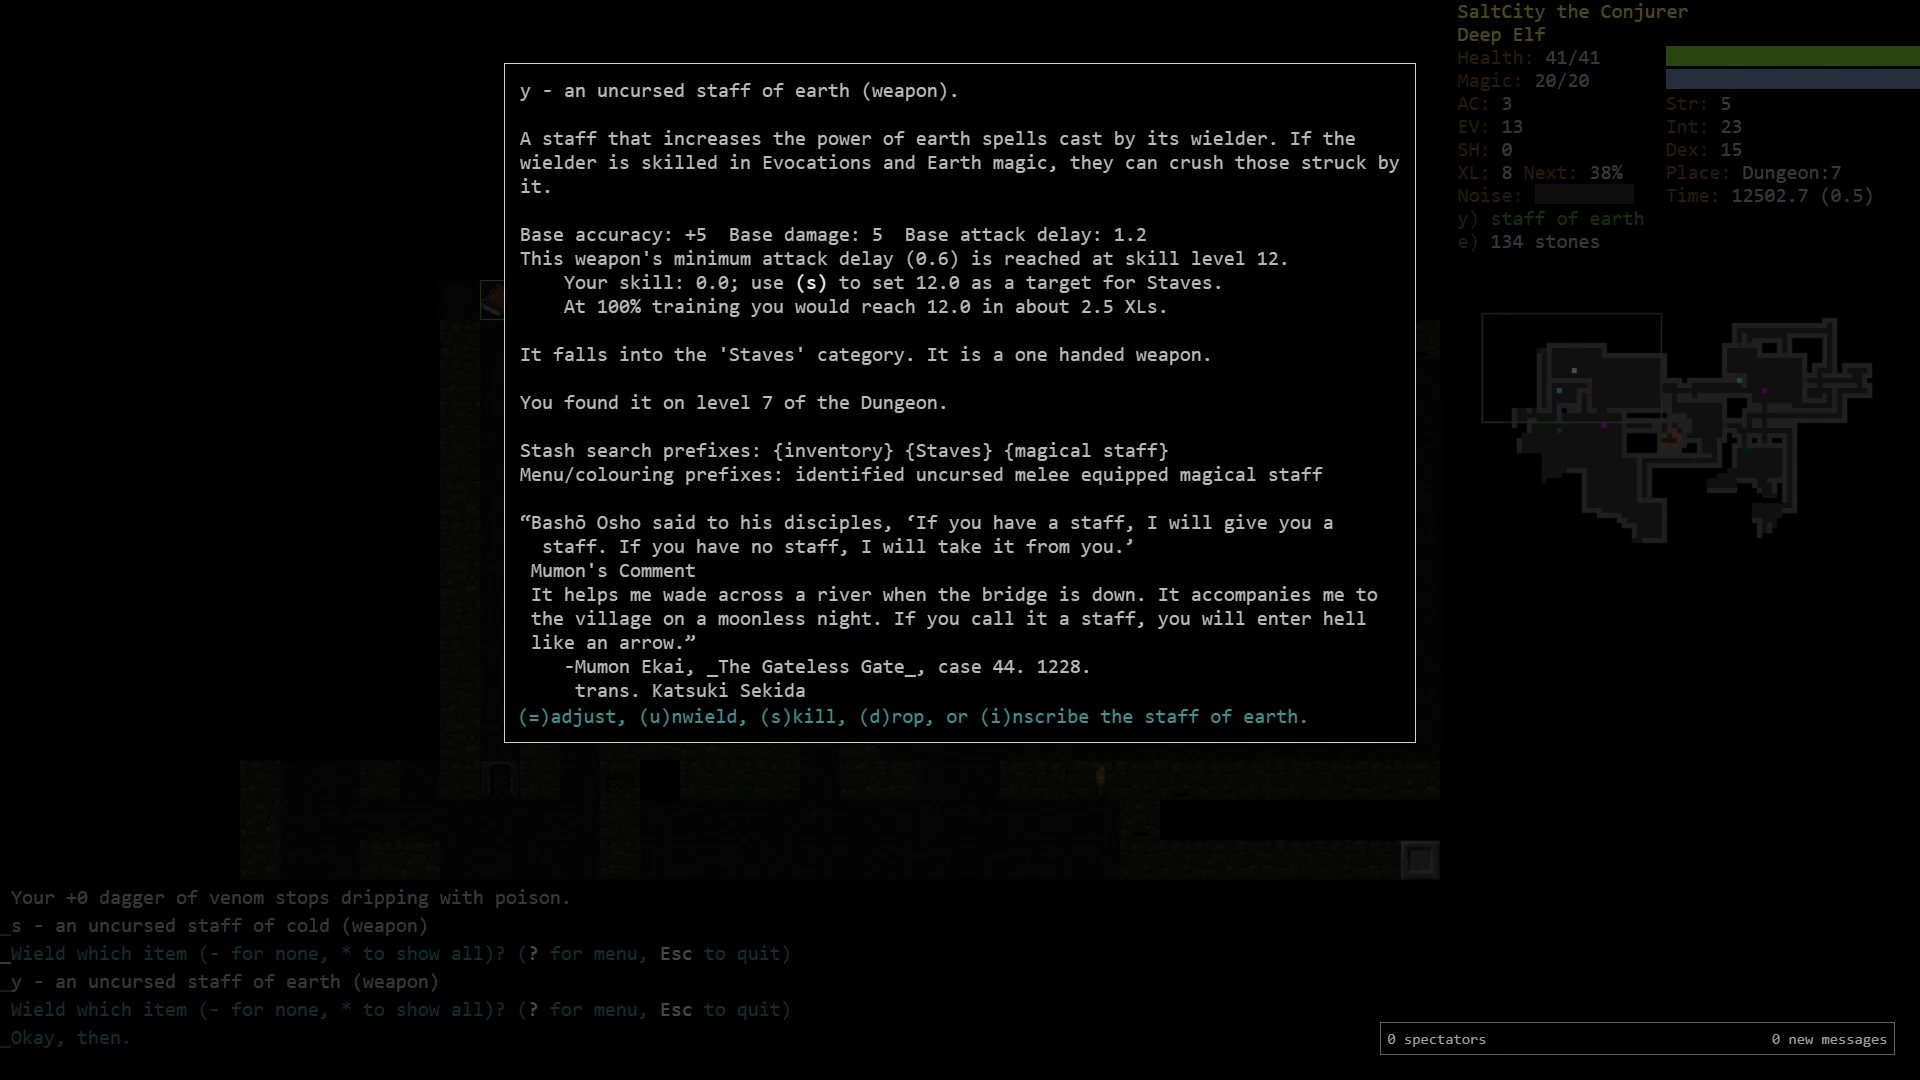 SaltCity the Conjurer
Deep Elf
Health: 41/41
Magic: 20/20
AC: 3 Str: 5
EV: 13 Int: 23
SH: 0 Dex: 15
XL: 8 Next: 38% Place: Dungeon:7
Noise: Time: 12502.7 (0.5)
y) staff of earth
e) 134 stones
y - an uncursed staff of earth (weapon).
A staff that increases the power of earth spells cast by its wielder. If the
wielder is skilled in Evocations and Earth magic, they can crush those struck by
it.
Base accuracy: +5 Base damage: 5 Base attack delay: 1.2
This weapon's minimum attack delay (0.6) is reached at skill level 12.
Your skill: 0.0; use (s) to set 12.0 as a target for Staves.
At 100% training you would reach 12.0 in about 2.5 XLs.
It falls into the 'Staves' category. It is a one handed weapon.
You found it on level 7 of the Dungeon.
Stash search prefixes: {inventory} {Staves} {magical staff}
Menu/colouring prefixes: identified uncursed melee equipped magical staff
“Bashō Osho said to his disciples, ‘If you have a staff, I will give you a
staff. If you have no staff, I will take it from you.’
Mumon's Comment
It helps me wade across a river when the bridge is down. It accompanies me to
the village on a moonless night. If you call it a staff, you will enter hell
like an arrow.”
-Mumon Ekai, _The Gateless Gate_, case 44. 1228.
trans. Katsuki Sekida
(=)adjust, (u)nwield, (s)kill, (d)rop, or (i)nscribe the staff of earth.
Your +0 dagger of venom stops dripping with poison.
_s - an uncursed staff of cold (weapon)
_Wield which item (- for none, * to show all)? (? for menu, Esc to quit)
_y - an uncursed staff of earth (weapon)
Wield which item (- for none, * to show all)? (? for menu, Esc to quit)
_Okay, then.
0 spectators 0 new messages